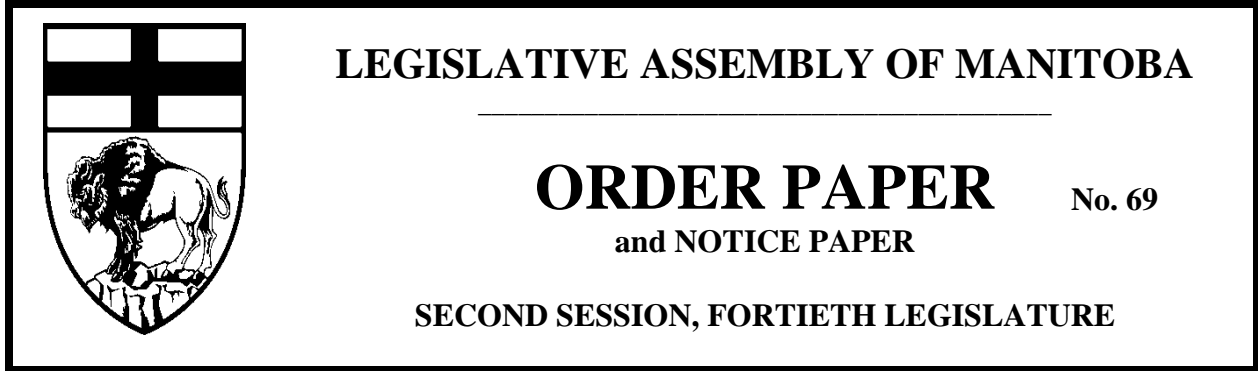 LEGISLATIVE ASSEMBLY OF MANITOBA
ORDER PAPER No. 69
and NOTICE PAPER
SECOND SESSION, FORTIETH LEGISLATURE